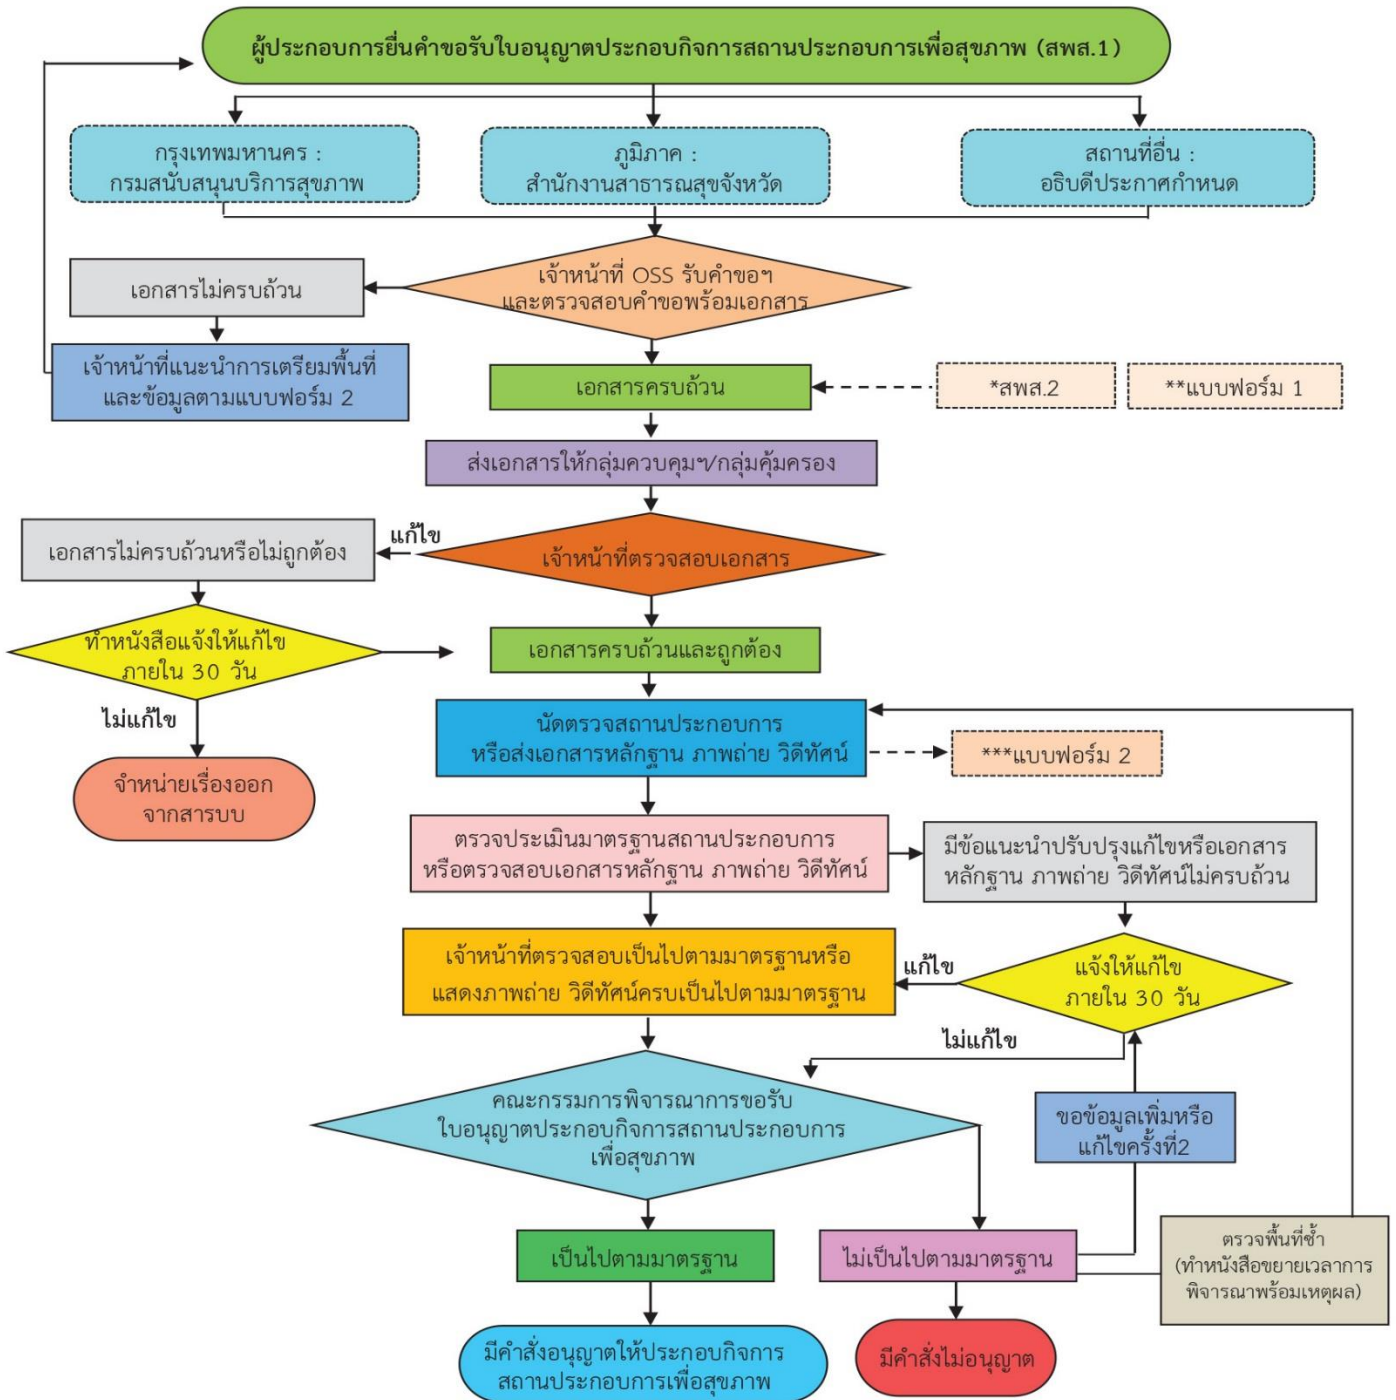 ผู้ประกอบการยื่นคำขอรับใบอนุญาตประกอบกิจการสถานประกอบการเพื่อสุขภาพ (สพส.1)
กรุงเทพมหานคร :
กรมสนับสนุนบริการสุขภาพ
ภูมิภาค :
สำนักงานสาธารณสุขจังหวัด
สถานที่อื่น :
อธิบดีประกาศกำหนด
เจ้าหน้าที่ OSS รับคำขอฯ
และตรวจสอบคำขอพร้อมเอกสาร
เอกสารไม่ครบถ้วน
เจ้าหน้าที่แนะนำการเตรียมพื้นที่
และข้อมูลตามแบบฟอร์ม 2
เอกสารครบถ้วน
*สพส.2
**แบบฟอร์ม 1
ส่งเอกสารให้กลุ่มควบคุมฯ/กลุ่มคุ้มครอง
เจ้าหน้าที่ตรวจสอบเอกสาร
แก้ไข
เอกสารไม่ครบถ้วนหรือไม่ถูกต้อง
ทำหนังสือแจ้งให้แก้ไข
ภายใน 30 วัน
ไม่แก้ไข
จำหน่ายเรื่องออก
จากสารบบ
เอกสารครบถ้วนและถูกต้อง
นัดตรวจสถานประกอบการ
หรือส่งเอกสารหลักฐาน ภาพถ่าย วิดีทัศน์
***แบบฟอร์ม 2
ตรวจประเมินมาตรฐานสถานประกอบการ
หรือตรวจสอบเอกสารหลักฐาน ภาพถ่าย วิดีทัศน์
มีข้อแนะนำปรับปรุงแก้ไขหรือเอกสาร
หลักฐาน ภาพถ่าย วิดีทัศน์ไม่ครบถ้วน
เจ้าหน้าที่ตรวจสอบเป็นไปตามมาตรฐานหรือ
แสดงภาพถ่าย วิดีทัศน์ครบเป็นไปตามมาตรฐาน
แก้ไข
แจ้งให้แก้ไข
ภายใน 30 วัน
ไม่แก้ไข
คณะกรรมการพิจารณาการขอรับ
ใบอนุญาตประกอบกิจการสถานประกอบการ
เพื่อสุขภาพ
ขอข้อมูลเพิ่มหรือ
แก้ไขครั้งที่2
เป็นไปตามมาตรฐาน
ไม่เป็นไปตามมาตรฐาน
ตรวจพื้นที่ซ้ำ
(ทำหนังสือขยายเวลาการ
พิจารณาพร้อมเหตุผล)
มีคำสั่งอนุญาตให้ประกอบกิจการ
สถานประกอบการเพื่อสุขภาพ
มีคำสั่งไม่อนุญาต